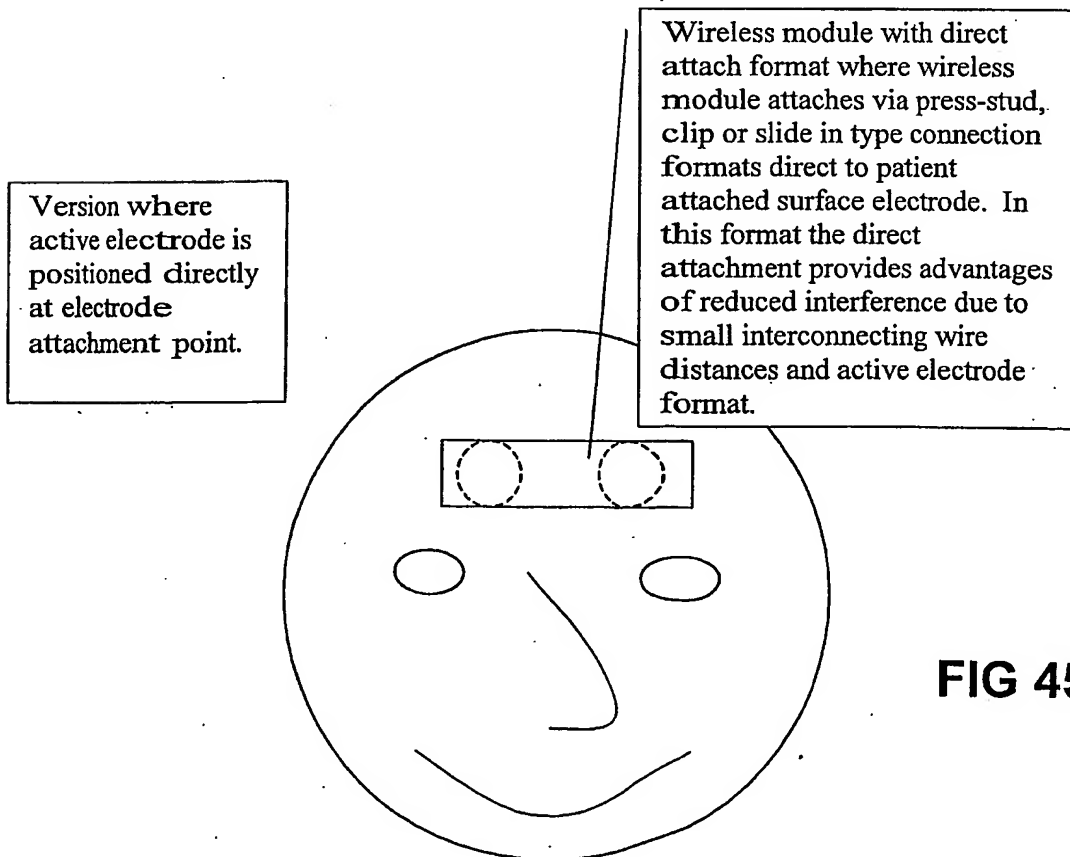 Wireless module with direct
attach format where wireless
module attaches via press-stud,
clip or slide in type connection
formats direct to patient
attached surface electrode. In
this format the direct
attachment provides advantages
of reduced interference due to
small interconnecting wire
distances and active electrode
format.
Version where
active electrode is
positioned directly
at electrode
attachment point.
FIG 45